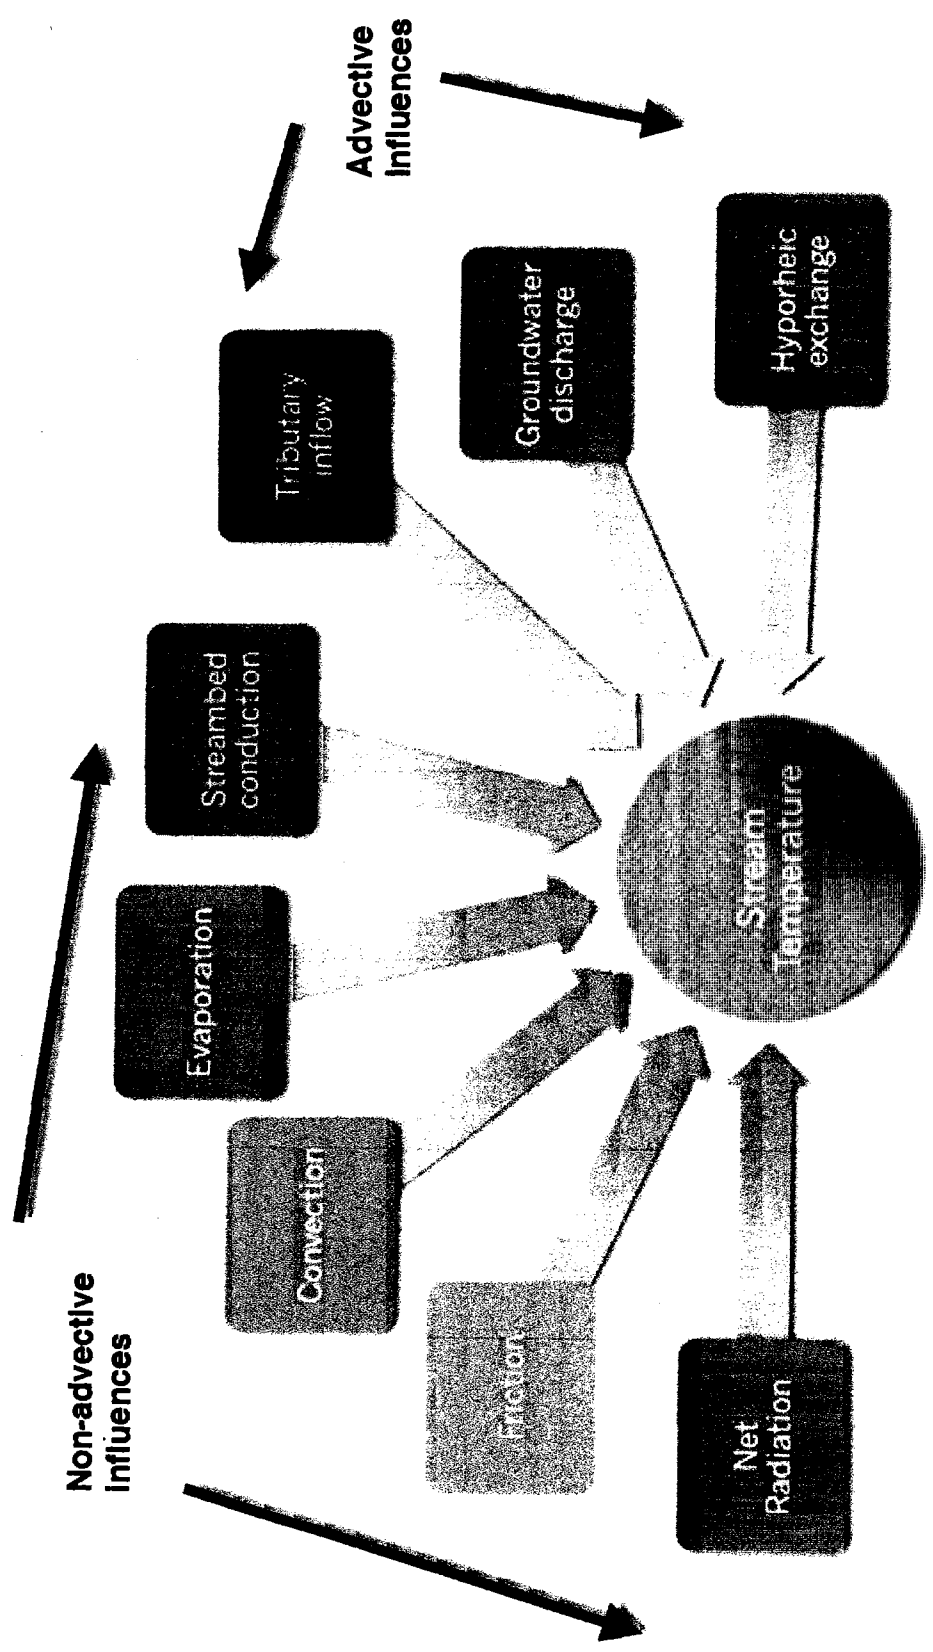 Non-advective
Influences
Advective
Influences
Net
Radiation
Friction
Convection
Evaporation
Streambed
conduction
Tributary
inflow
Groundwater
discharge
Hyporheic
exchange
Stream
Temperature